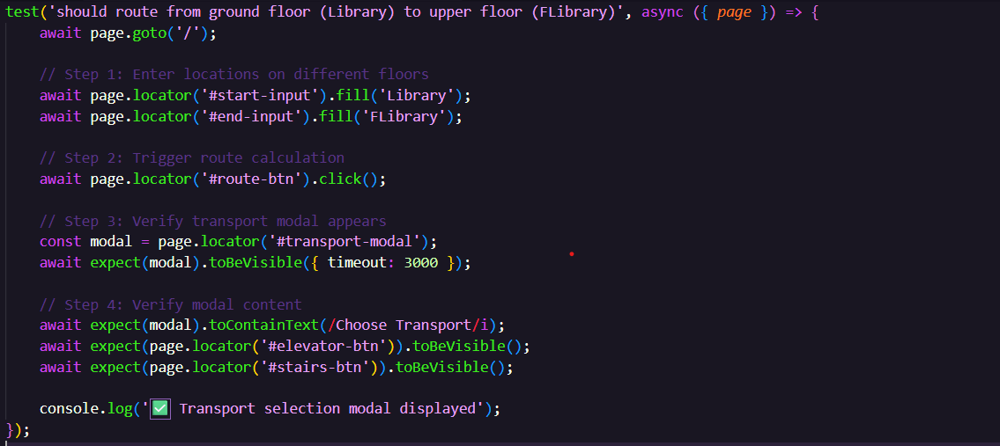 test('should route from ground floor (Library) to upper floor (FLibrary)', async ({ page }) => {
    await page.goto('/');

    // Step 1: Enter locations on different floors
    await page.locator('#start-input').fill('Library');
    await page.locator('#end-input').fill('FLibrary');

    // Step 2: Trigger route calculation
    await page.locator('#route-btn').click();

    // Step 3: Verify transport modal appears
    const modal = page.locator('#transport-modal');
    await expect(modal).toBeVisible({ timeout: 3000 });

    // Step 4: Verify modal content
    await expect(modal).toContainText(/Choose Transport/i);
    await expect(page.locator('#elevator-btn')).toBeVisible();
    await expect(page.locator('#stairs-btn')).toBeVisible();

    console.log('✅ Transport selection modal displayed');
});